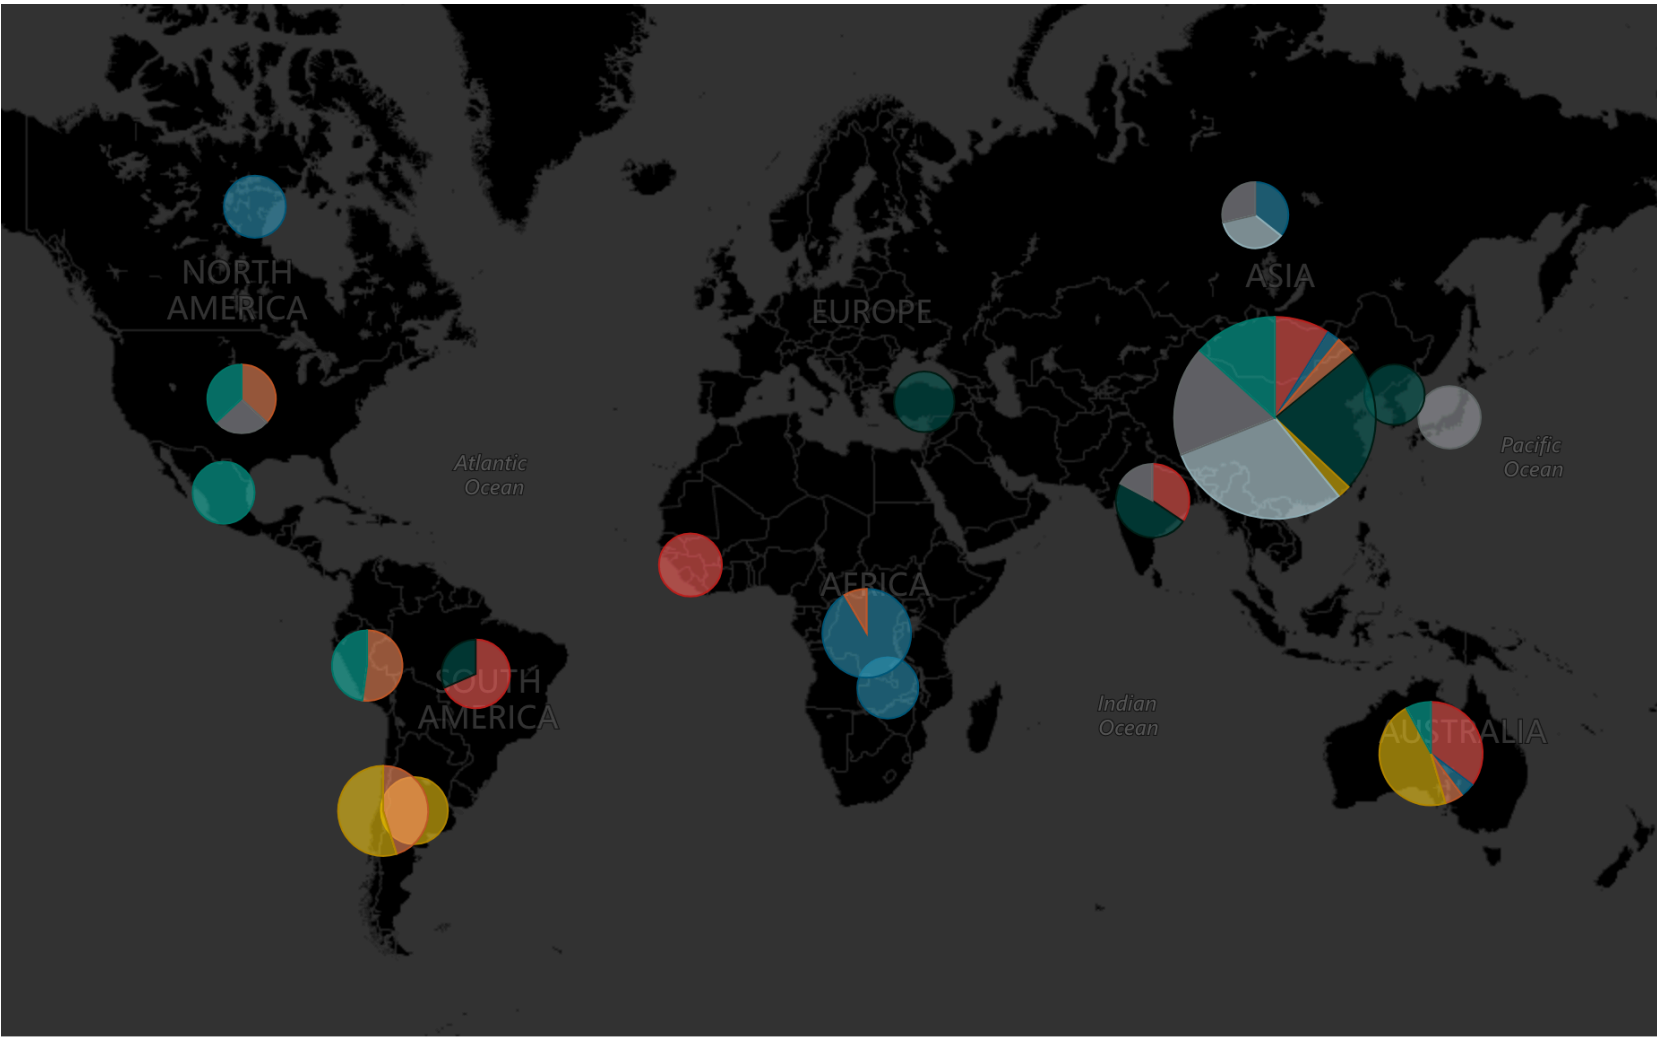 NORTH
AMERICA
EUROPE
ASIA
Atlantic
Ocean
Pacific
Ocean
AFRICA
SOUTH
AMERICA
Indian
Ocean
AUSTRALIA